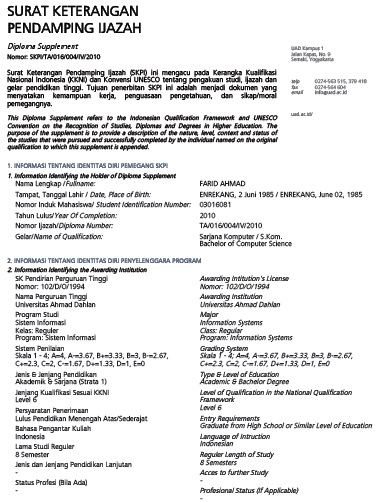 SURAT KETERANGAN
PENDAMPING IJAZAH
Diploma Supplement
Nomor: SKPI/TA/016/004/IV/2010
UAD Kampus 1
Jalan Kapas, No. 9
Semaki, Yogyakarta
telp 0274-563 515, 379 418
fax 0274-564 604
email info@uad.ac.id
uad.ac.id/
Surat Keterangan Pendamping Ijazah (SKPI) ini mengacu pada Kerangka Kualifikasi
Nasional Indonesia (KKNI) dan Konvensi UNESCO tentang pengakuan studi, ijazah dan
gelar pendidikan tinggi. Tujuan penerbitan SKPI ini adalah menjadi dokumen yang
menyatakan kemampuan kerja, penguasaan pengetahuan, dan sikap/moral
pemegangnya.
This Diploma Supplement refers to the Indonesian Qualification Framework and UNESCO
Convention on the Recognition of Studies, Diplomas and Degrees in Higher Education. The
purpose of the supplement is to provide a description of the nature, level, context and status of
the studies that were pursued and successfully completed by the individual named on the original
qualification to which this supplement is appended.
1. INFORMASI TENTANG IDENTITAS DIRI PEMEGANG SKPI
1. Information Identifying the Holder of Diploma Supplement
Nama Lengkap /Fullname: FARID AHMAD
Tempat, Tanggal Lahir / Date, Place of Birth: ENREKANG, 2 Juni 1985 / ENREKANG, June 02, 1985
Nomor Induk Mahasiswa/ Student Identification Number: 03016081
Tahun Lulus/Year Of Completion: 2010
Nomor Ijazah/Diploma Number: TA/016/004/IV/2010
Gelar/Name of Qualification: Sarjana Komputer / S.Kom.
Bachelor of Computer Science
2. INFORMASI TENTANG IDENTITAS DIRI PENYELENGGARA PROGRAM
2. Information Identifying the Awarding Institution
SK Pendirian Perguruan Tinggi
Nomor: 102/D/O/1994
Nama Perguruan Tinggi
Universitas Ahmad Dahlan
Program Studi
Sistem Informasi
Kelas: Reguler
Program: Sistem Informasi
Sistem Penilaian
Skala 1 - 4; A=4, A-=3.67, B+=3.33, B=3, B-=2.67,
C+=2.3, C=2, C-=1.67, D+=1.33, D=1, E=0
Jenis & Jenjang Pendidikan
Akademik & Sarjana (Strata 1)
Jenjang Kualifikasi Sesuai KKNI
Level 6
Persyaratan Penerimaan
Lulus Pendidikan Menengah Atas/Sederajat
Bahasa Pengantar Kuliah
Indonesia
Lama Studi Reguler
8 Semester
Jenis dan Jenjang Pendidikan Lanjutan
-
Status Profesi (Bila Ada)
-
Awarding Intitution's License
Nomor: 102/D/O/1994
Awarding Institution
Universitas Ahmad Dahlan
Major
Information Systems
Class: Regular
Program: Information Systems
Grading System
Skala 1 - 4; A=4, A-=3.67, B+=3.33, B=3, B-=2.67,
C+=2.3, C=2, C-=1.67, D+=1.33, D=1, E=0
Type & Level of Education
Academic & Bachelor Degree
Level of Qualification in the National Qualification
Framework
Level 6
Entry Requirements
Graduate from High School or Similar Level of Education
Language of Intruction
Indonesian
Reguler Length of Study
8 Semesters
Acces to further Study
-
Profesional Status (If Applicable)
-